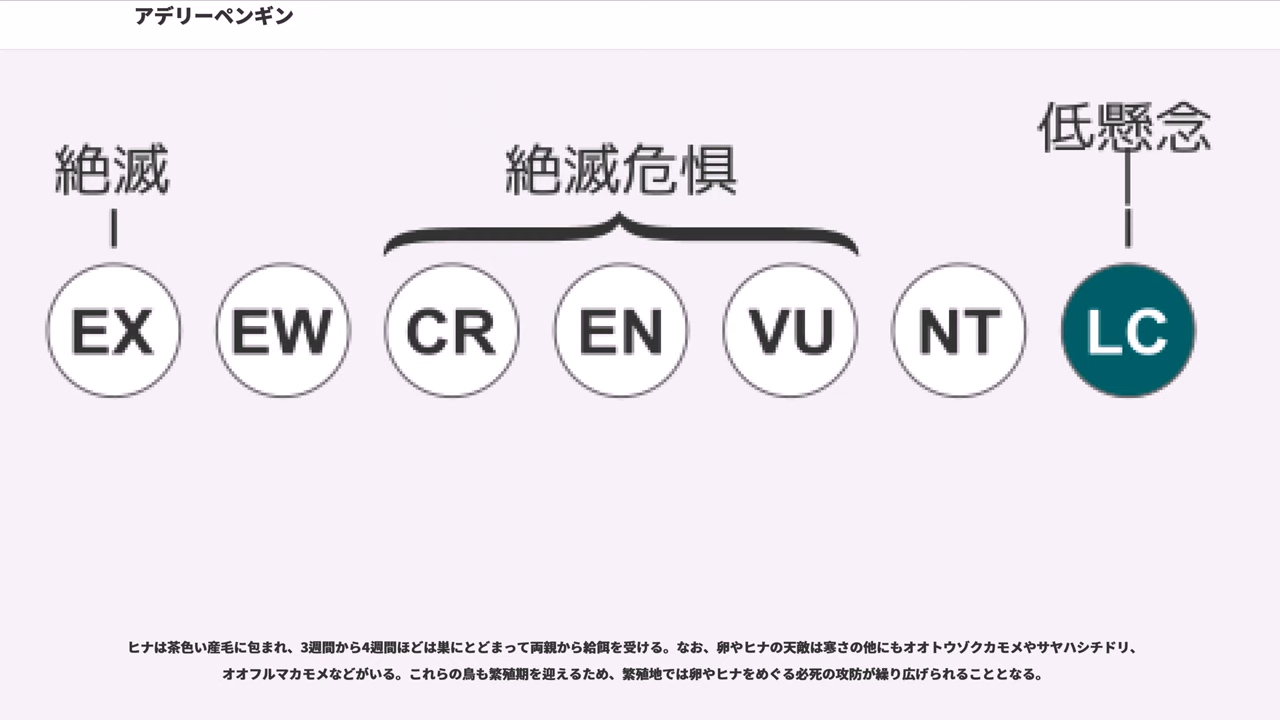 アデリーペンギン
低懸念
絶滅
絶滅危惧
EX EW CR EN VU NT LC
ヒナは茶色い産毛に包まれ、3週間から4週間ほどは巣にとどまって両親から給餌を受ける。なお、卵やヒナの天敵は寒さの他にもオオトウゾクカモメやサヤハシチドリ、
オオフルマカモメなどがいる。これらの鳥も繁殖期を迎えるため、繁殖地では卵やヒナをめぐる必死の攻防が繰り広げられることとなる。